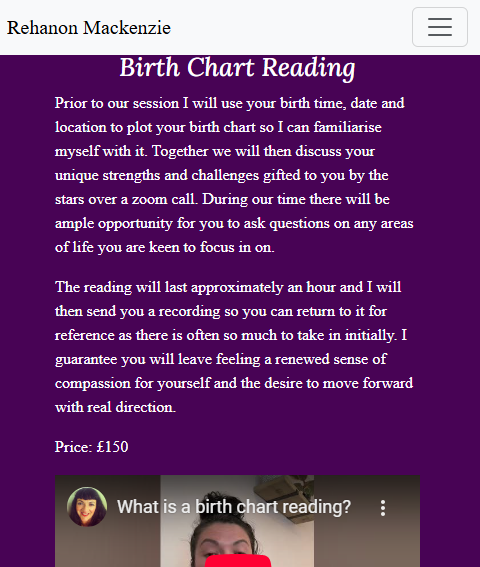 Rehanon Mackenzie
Birth Chart Reading
Prior to our session I will use your birth time, date and
location to plot your birth chart so I can familiarise
myself with it. Together we will then discuss your
unique strengths and challenges gifted to you by the
stars over a zoom call. During our time there will be
ample opportunity for you to ask questions on any areas
of life you are keen to focus in on.
The reading will last approximately an hour and I will
then send you a recording so you can return to it for
reference as there is often so much to take in initially. I
guarantee you will leave feeling a renewed sense of
compassion for yourself and the desire to move forward
with real direction.
Price: £150
What is a birth chart reading?